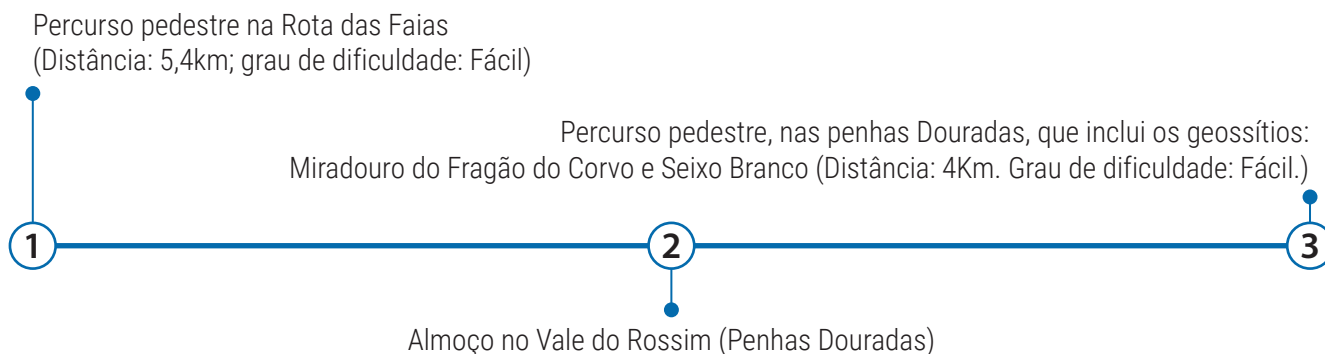 Percurso pedestre na Rota das Faias
(Distância: 5,4km; grau de dificuldade: Fácil)
Percurso pedestre, nas penhas Douradas, que inclui os geossítios:
Miradouro do Fragão do Corvo e Seixo Branco (Distância: 4Km. Grau de dificuldade: Fácil.)
1
2
3
Almoço no Vale do Rossim (Penhas Douradas)